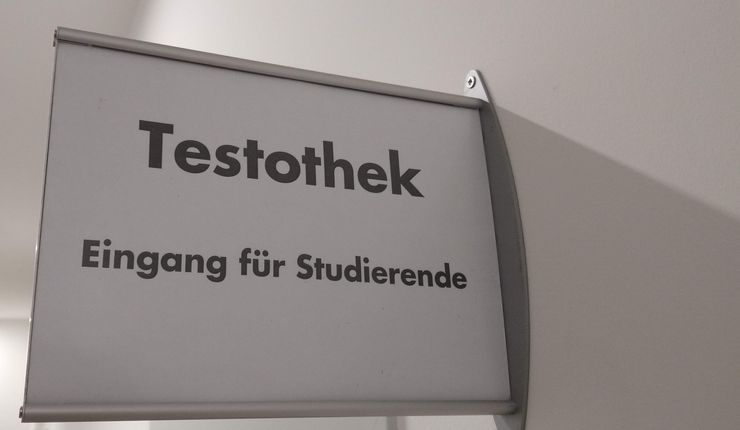 Testothek
Eingang für Studierende